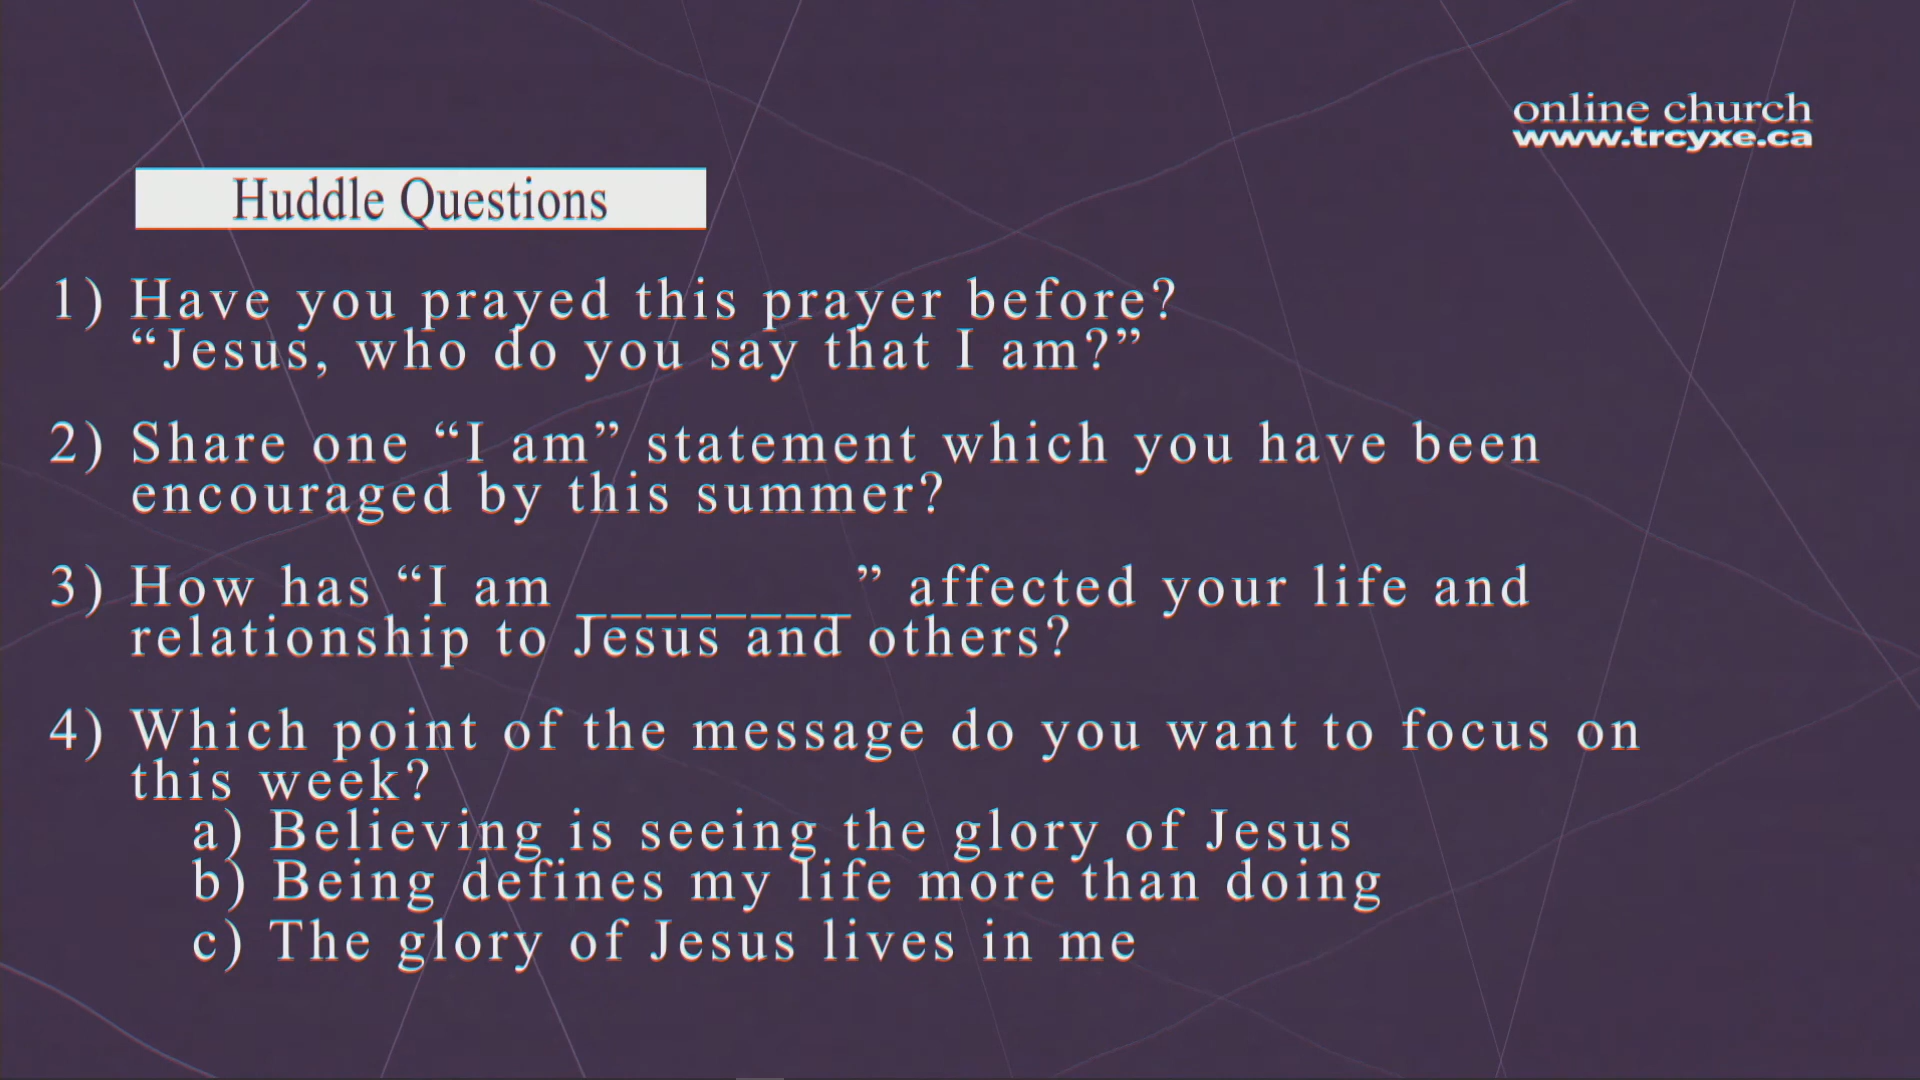 online church
www.trcyxe.ca
Huddle Questions
1) Have you prayed this prayer before?
“Jesus, who do you say that I am?”
2) Share one “I am” statement which you have been
encouraged by this summer?
3) How has “I am ________” affected your life and
relationship to Jesus and others?
4) Which point of the message do you want to focus on
this week?
a) Believing is seeing the glory of Jesus
b) Being defines my life more than doing
c) The glory of Jesus lives in me